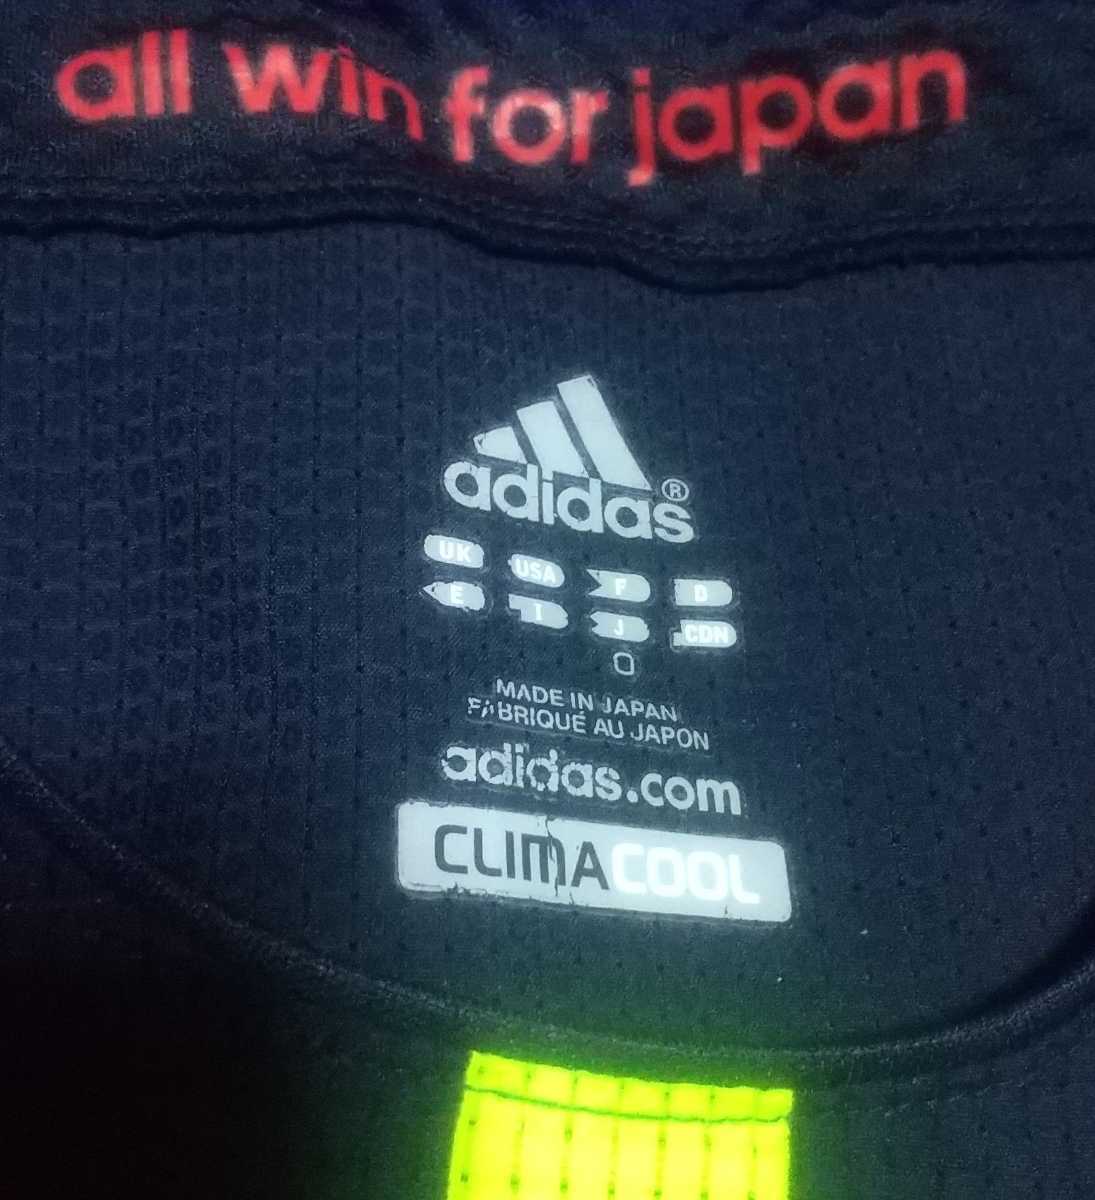 all win for japan
adidas®
UK USA F D
E I J CDN
O
MADE IN JAPAN
FABRIQUÉ AU JAPON
adidas.com
CLIMACOOL